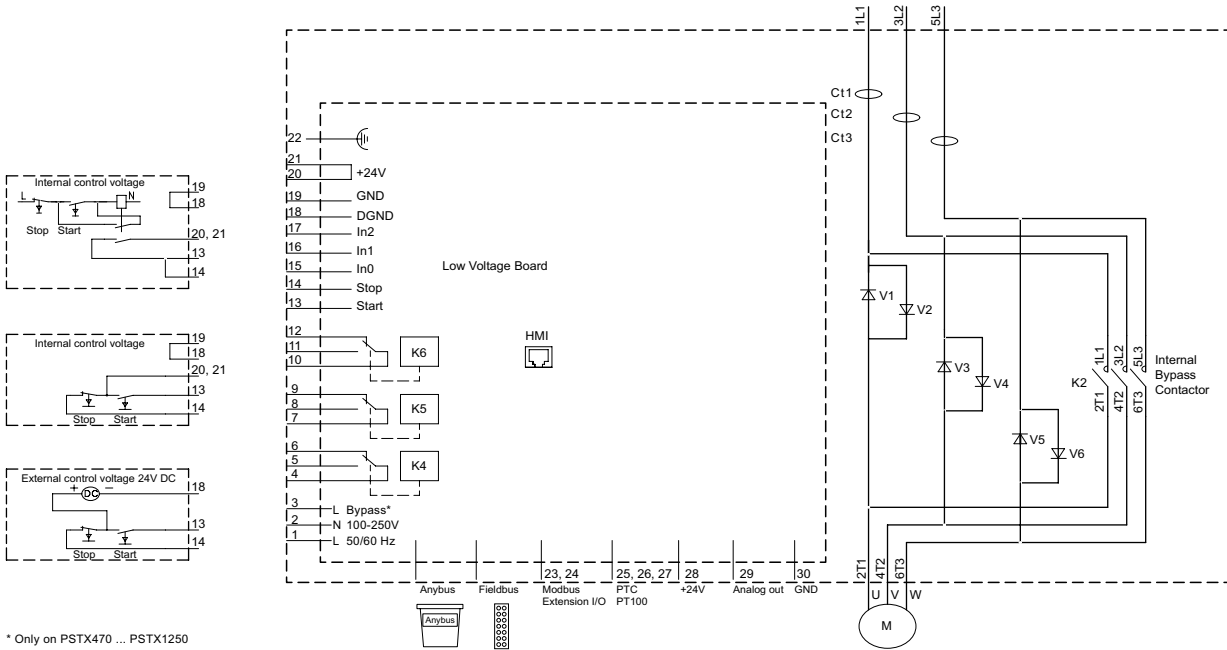 1L1
3L2
5L3
Ct1
Ct2
Ct3
22
21
20
+24V
19
GND
18
DGND
17
In2
16
In1
15
In0
14
Stop
13
Start
Low Voltage Board
HMI
12
11
10
K6
9
8
7
K5
6
5
4
K4
3
L Bypass*
2
N 100-250V
1
L 50/60 Hz
Internal control voltage
L
N
Stop
Start
19
18
20, 21
13
14
Internal control voltage
Stop
Start
19
18
20, 21
13
14
External control voltage 24V DC
+
DC
–
Stop
Start
18
13
14
V1
V2
V3
V4
V5
V6
K2
1L1
3L2
5L3
2T1
4T2
6T3
Internal
Bypass
Contactor
Anybus
Fieldbus
23, 24
Modbus
Extension I/O
25, 26, 27
PTC
PT100
28
+24V
29
Analog out
30
GND
Anybus
2T1
4T2
6T3
U
V
W
M
* Only on PSTX470 ... PSTX1250